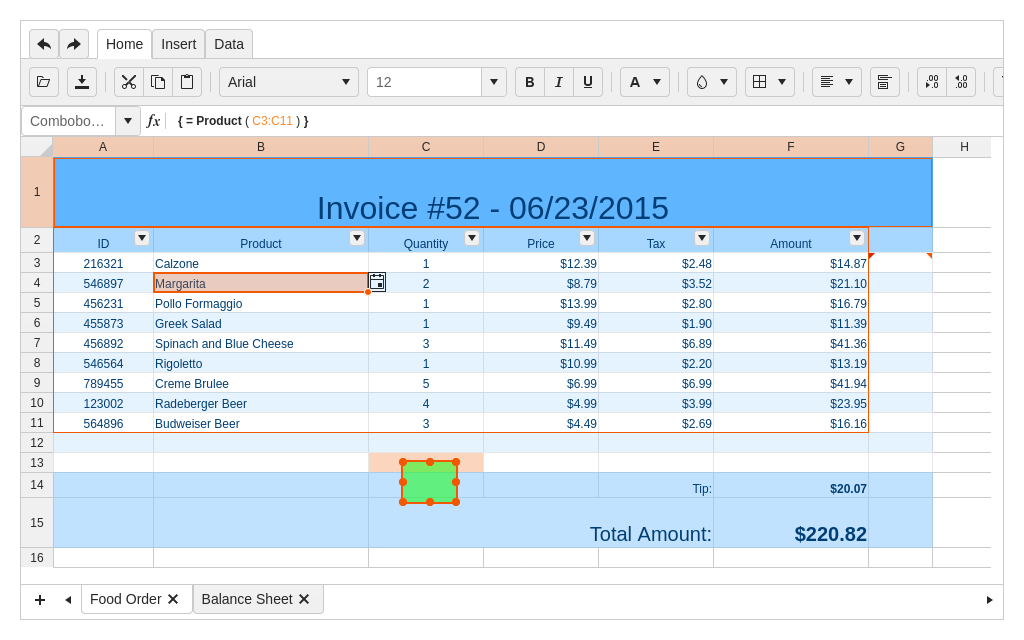 Home Insert Data
Arial 12 B I U A .00 .0 .0 .00
Combobo... fx { = Product ( C3:C11 ) }
A B C D E F G H
1 Invoice #52 - 06/23/2015
2 ID Product Quantity Price Tax Amount
3 216321 Calzone 1 $12.39 $2.48 $14.87
4 546897 Margarita 2 $8.79 $3.52 $21.10
5 456231 Pollo Formaggio 1 $13.99 $2.80 $16.79
6 455873 Greek Salad 1 $9.49 $1.90 $11.39
7 456892 Spinach and Blue Cheese 3 $11.49 $6.89 $41.36
8 546564 Rigoletto 1 $10.99 $2.20 $13.19
9 789455 Creme Brulee 5 $6.99 $6.99 $41.94
10 123002 Radeberger Beer 4 $4.99 $3.99 $23.95
11 564896 Budweiser Beer 3 $4.49 $2.69 $16.16
12
13
14 Tip: $20.07
15 Total Amount: $220.82
16
Food Order Balance Sheet